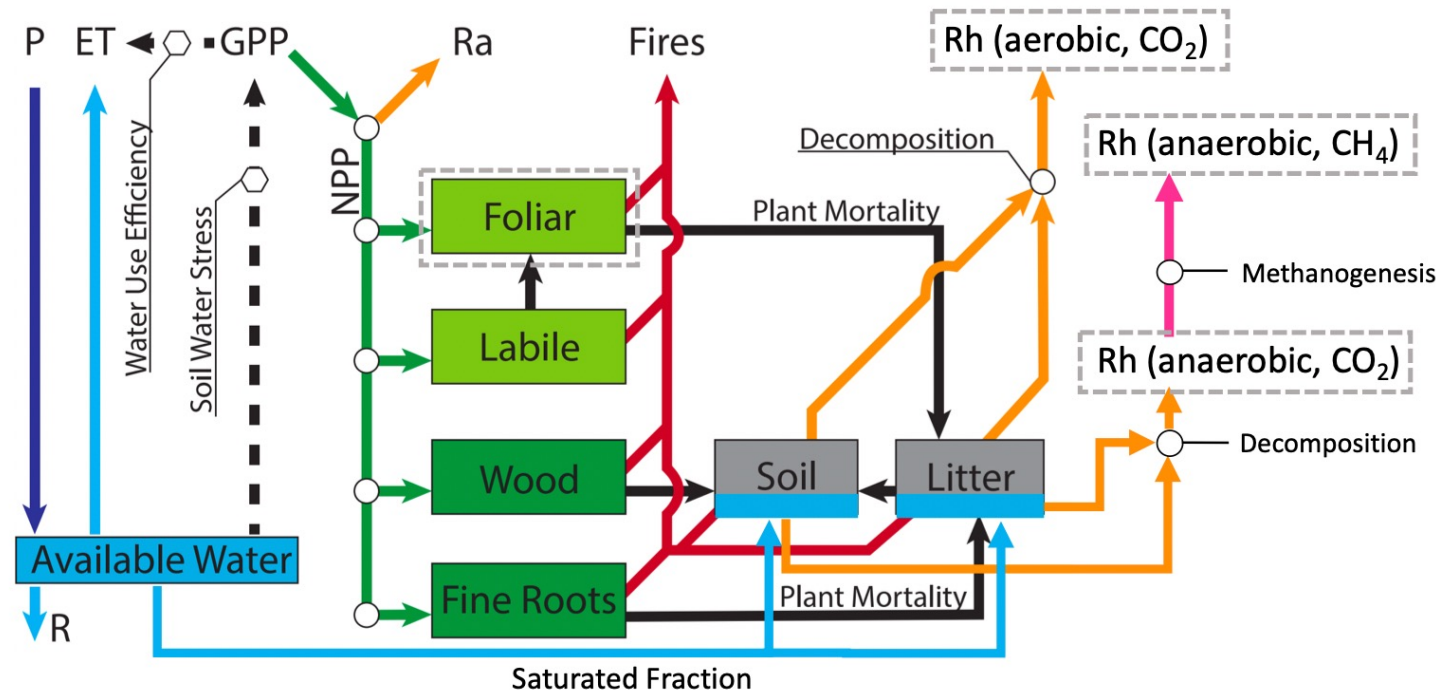 P
ET
GPP
Ra
Fires
Rh (aerobic, CO₂)
Water Use Efficiency
Soil Water Stress
NPP
Decomposition
Rh (anaerobic, CH₄)
Foliar
Plant Mortality
Methanogenesis
Labile
Rh (anaerobic, CO₂)
Wood
Soil
Litter
Decomposition
Available Water
Fine Roots
Plant Mortality
R
Saturated Fraction